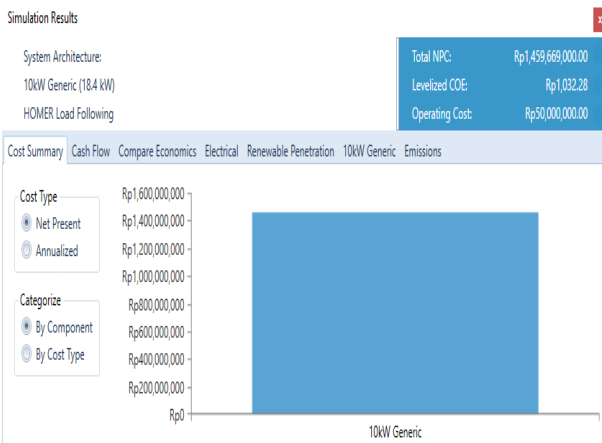 Simulation Results
x
System Architecture:
10kW Generic (18.4 kW)
HOMER Load Following
Total NPC: Rp1,459,669,000.00
Levelized COE: Rp1,032.28
Operating Cost: Rp50,000,000.00
Cost Summary Cash Flow Compare Economics Electrical Renewable Penetration 10kW Generic Emissions
Cost Type
Net Present
Annualized
Categorize
By Component
By Cost Type
Rp1,600,000,000
Rp1,400,000,000
Rp1,200,000,000
Rp1,000,000,000
Rp800,000,000
Rp600,000,000
Rp400,000,000
Rp200,000,000
Rp0
10kW Generic